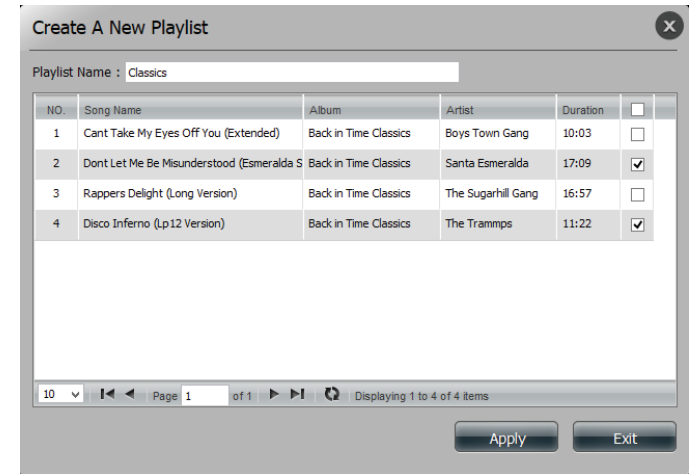 Create A New Playlist
Playlist Name : Classics
NO. Song Name Album Artist Duration
1 Cant Take My Eyes Off You (Extended) Back in Time Classics Boys Town Gang 10:03
2 Dont Let Me Be Misunderstood (Esmeralda S Back in Time Classics Santa Esmeralda 17:09
3 Rappers Delight (Long Version) Back in Time Classics The Sugarhill Gang 16:57
4 Disco Inferno (Lp12 Version) Back in Time Classics The Trammps 11:22
10 Page 1 of 1 Displaying 1 to 4 of 4 items
Apply Exit